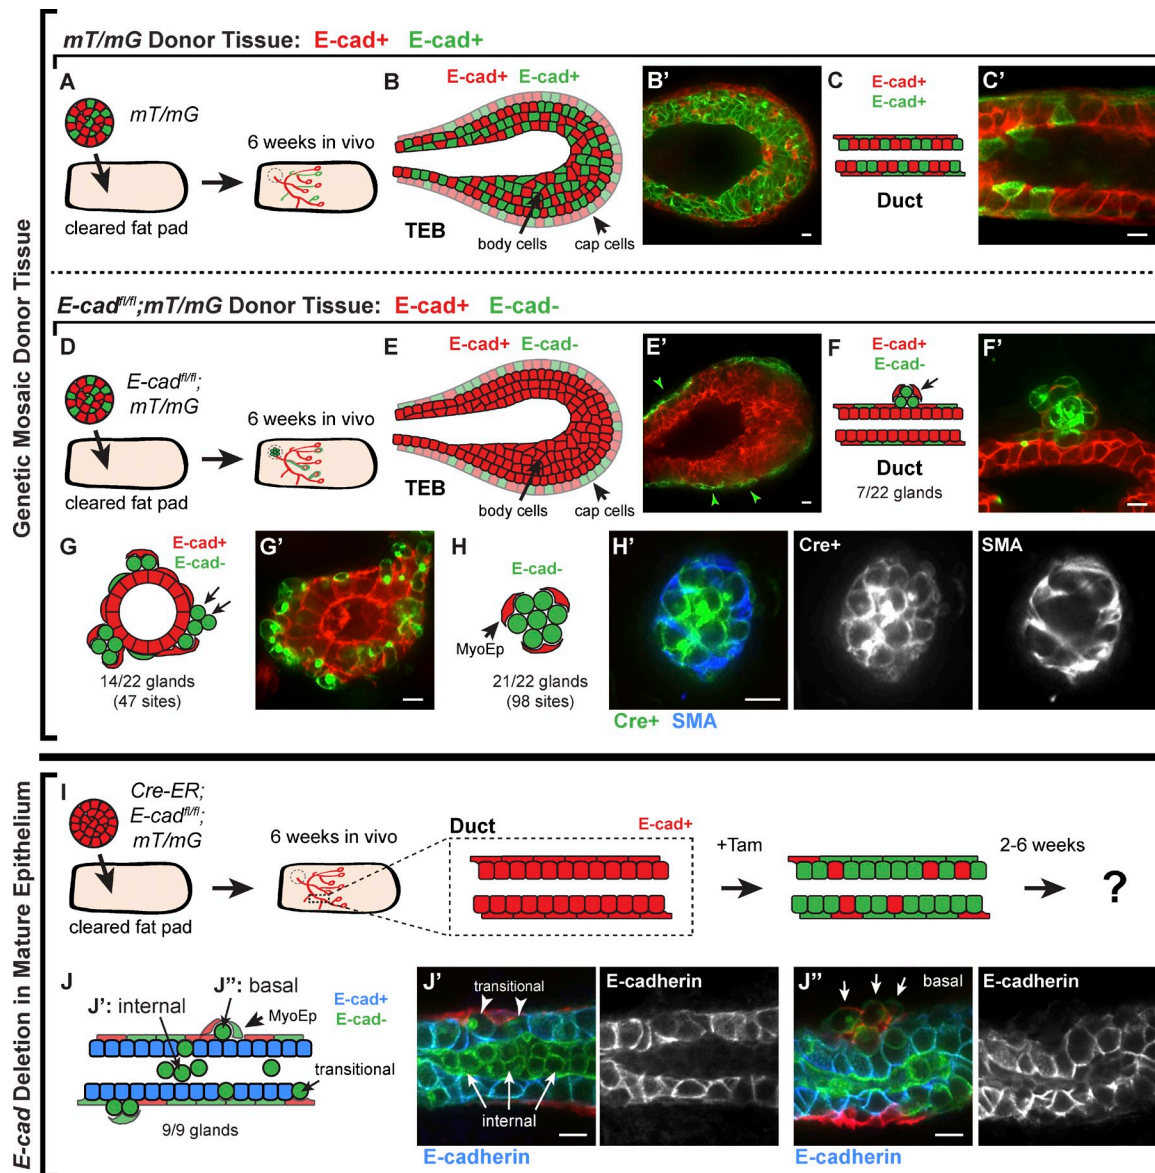 Genetic Mosaic Donor Tissue
mT/mG Donor Tissue: E-cad+ E-cad+
A
mT/mG
6 weeks in vivo
cleared fat pad
B
E-cad+ E-cad+
TEB
body cells
cap cells
B’
C
E-cad+
E-cad+
Duct
C’
E-cadfl/fl;mT/mG Donor Tissue: E-cad+ E-cad-
D
E-cadfl/fl;
mT/mG
6 weeks in vivo
cleared fat pad
E
E-cad+ E-cad-
TEB
body cells
cap cells
E’
F
E-cad+
E-cad-
Duct
7/22 glands
F’
G
E-cad+
E-cad-
14/22 glands
(47 sites)
G’
H
E-cad-
MyoEp
21/22 glands
(98 sites)
H’
Cre+ SMA
Cre+
SMA
E-cad Deletion in Mature Epithelium
I
Cre-ER;
E-cadfl/fl;
mT/mG
cleared fat pad
6 weeks in vivo
Duct
E-cad+
+Tam
2-6 weeks
?
J
J’: internal
J”: basal
MyoEp
E-cad+
E-cad-
transitional
9/9 glands
J’
transitional
internal
E-cadherin
E-cadherin
J”
basal
E-cadherin
E-cadherin